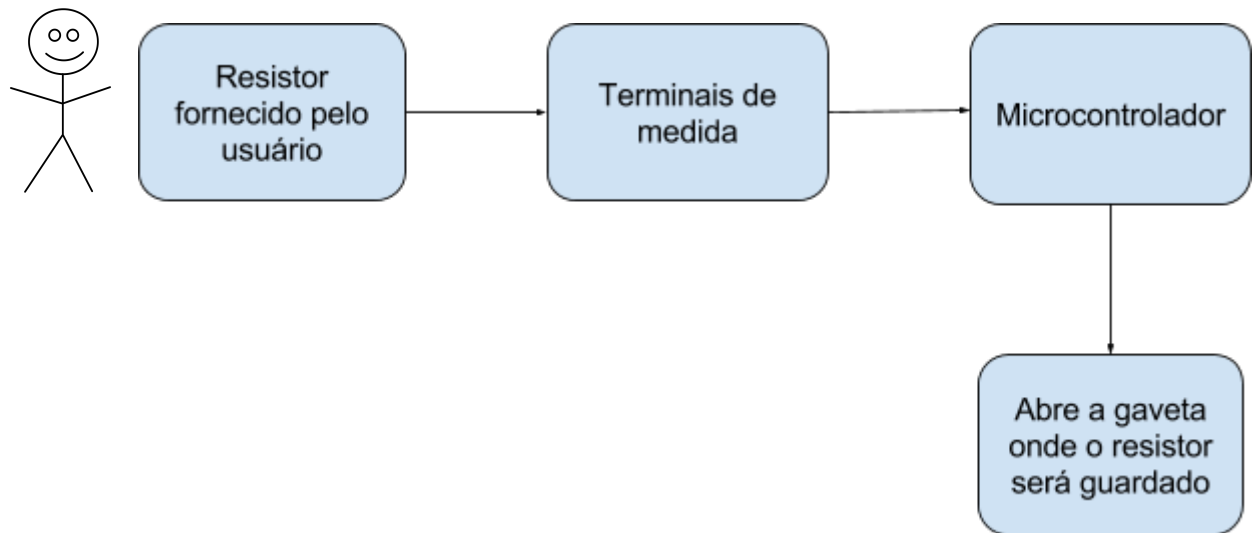 Resistor
fornecido pelo
usuário
Terminais de
medida
Microcontrolador
Abre a gaveta
onde o resistor
será guardado